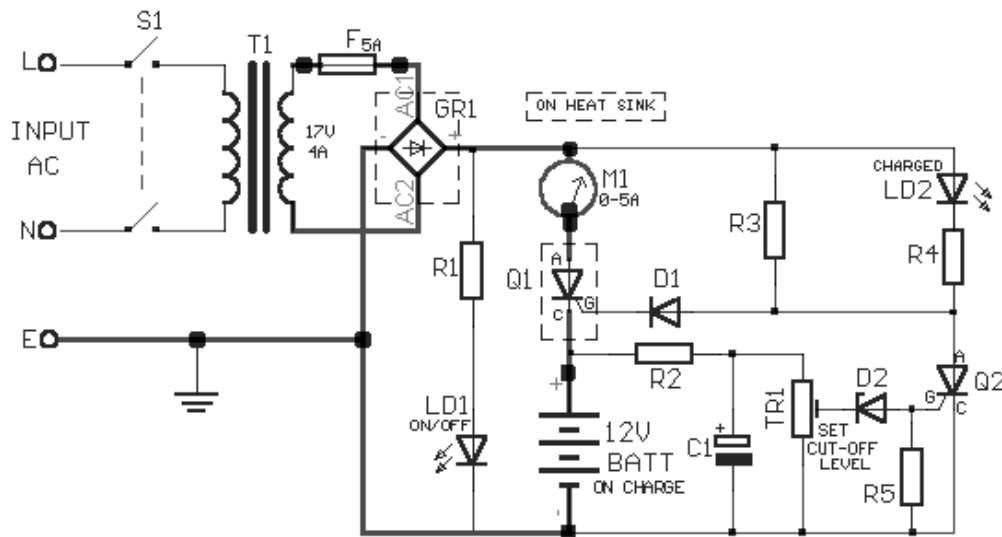 S1
T1
F5A
L
AC1
GR1
ON HEAT SINK
INPUT
AC
17V
4A
-
+
AC2
M1
0-5A
CHARGED
LD2
N
R1
R3
R4
Q1
A
G
C
D1
E
R2
+
TR1
D2
A
Q2
G
C
LD1
ON/OFF
12V
BATT
ON CHARGE
-
+
C1
SET
CUT-OFF
LEVEL
R5